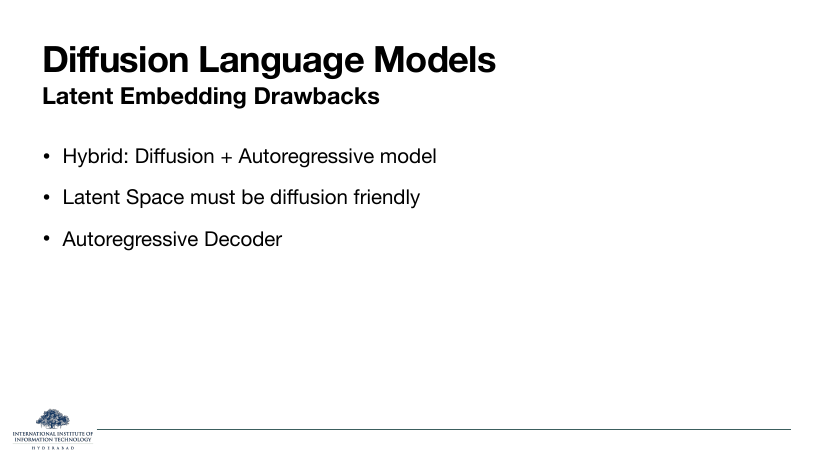 Diffusion Language Models
Latent Embedding Drawbacks
• Hybrid: Diffusion + Autoregressive model
• Latent Space must be diffusion friendly
• Autoregressive Decoder
INTERNATIONAL INSTITUTE OF
INFORMATION TECHNOLOGY
HYDERABAD